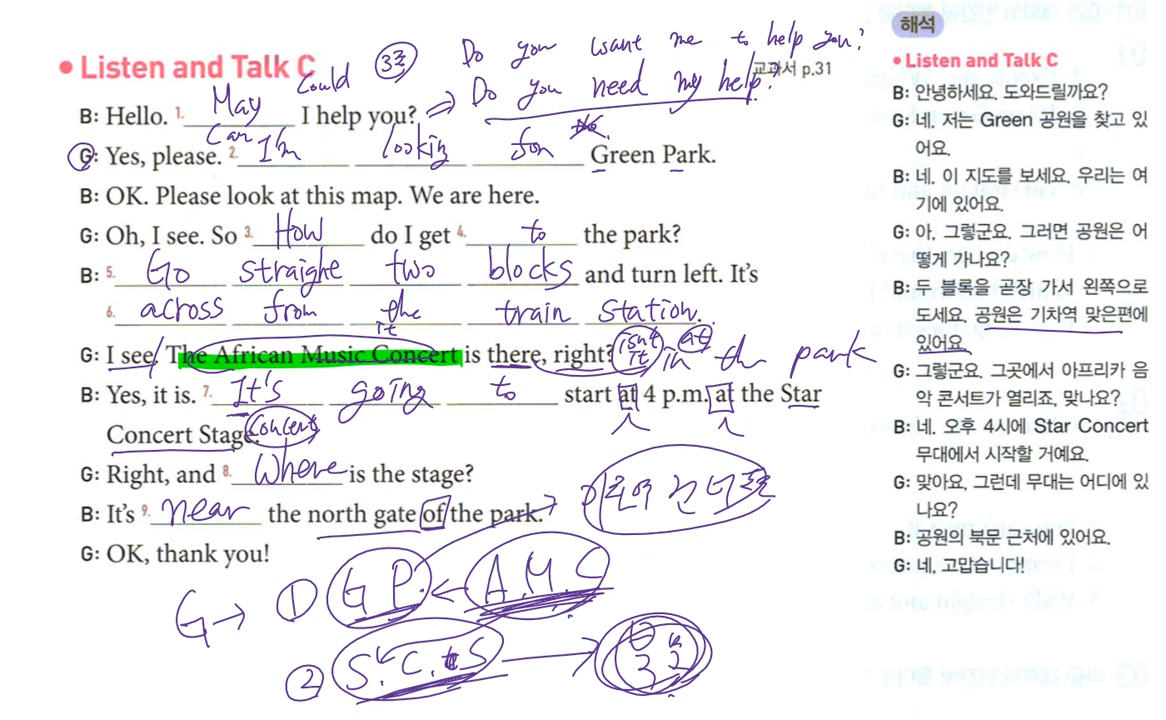 Do you want me to help you?
• Listen and Talk C
Could
교과서 p.31
Do you need my help?
B: Hello. 1. May I help you? ⇒
Can
G: Yes, please. 2. I'm looking for Green Park.
B: OK. Please look at this map. We are here.
G: Oh, I see. So 3. How do I get 4. to the park?
B: 5. Go straight two blocks and turn left. It's
6. across from the train station.
it
G: I see. The African Music Concert is there, right? isn't it in at the park
B: Yes, it is. 7. It's going to start at 4 p.m. at the Star
Concert Stage. Concert
G: Right, and 8. Where is the stage?
B: It's 9. near the north gate of the park.
G: OK, thank you!
G → ① G P. ← A.M.C
② S. C. S →
해석
• Listen and Talk C
B: 안녕하세요. 도와드릴까요?
G: 네. 저는 Green 공원을 찾고 있
어요.
B: 네. 이 지도를 보세요. 우리는 여
기에 있어요.
G: 아, 그렇군요. 그러면 공원은 어
떻게 가나요?
B: 두 블록을 곧장 가서 왼쪽으로
도세요. 공원은 기차역 맞은편에
있어요.
G: 그렇군요. 그곳에서 아프리카 음
악 콘서트가 열리죠, 맞나요?
B: 네. 오후 4시에 Star Concert
무대에서 시작할 거예요.
G: 맞아요, 그런데 무대는 어디에 있
나요?
B: 공원의 북문 근처에 있어요.
G: 네, 고맙습니다!